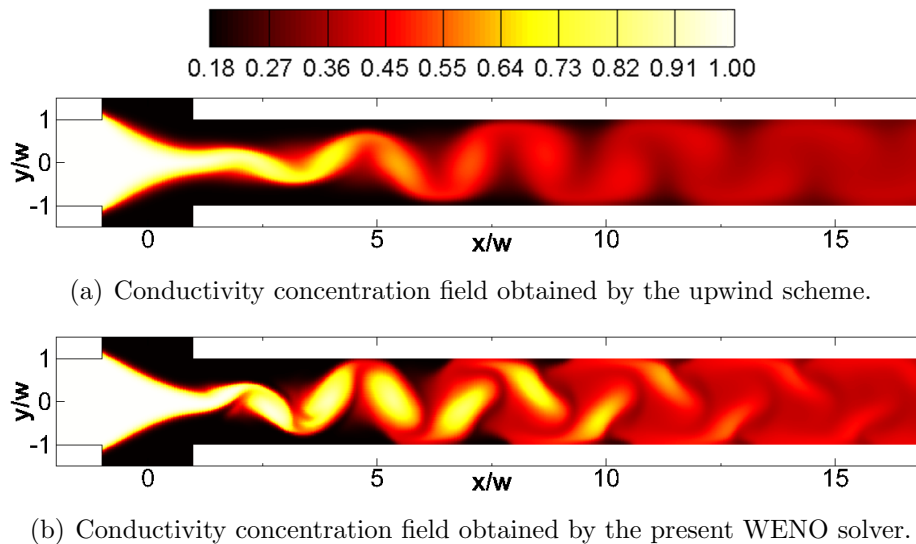 0.18 0.27 0.36 0.45 0.55 0.64 0.73 0.82 0.91 1.00
1
y/w
0
-1
0 5 x/w 10 15
(a) Conductivity concentration field obtained by the upwind scheme.
1
y/w
0
-1
0 5 x/w 10 15
(b) Conductivity concentration field obtained by the present WENO solver.